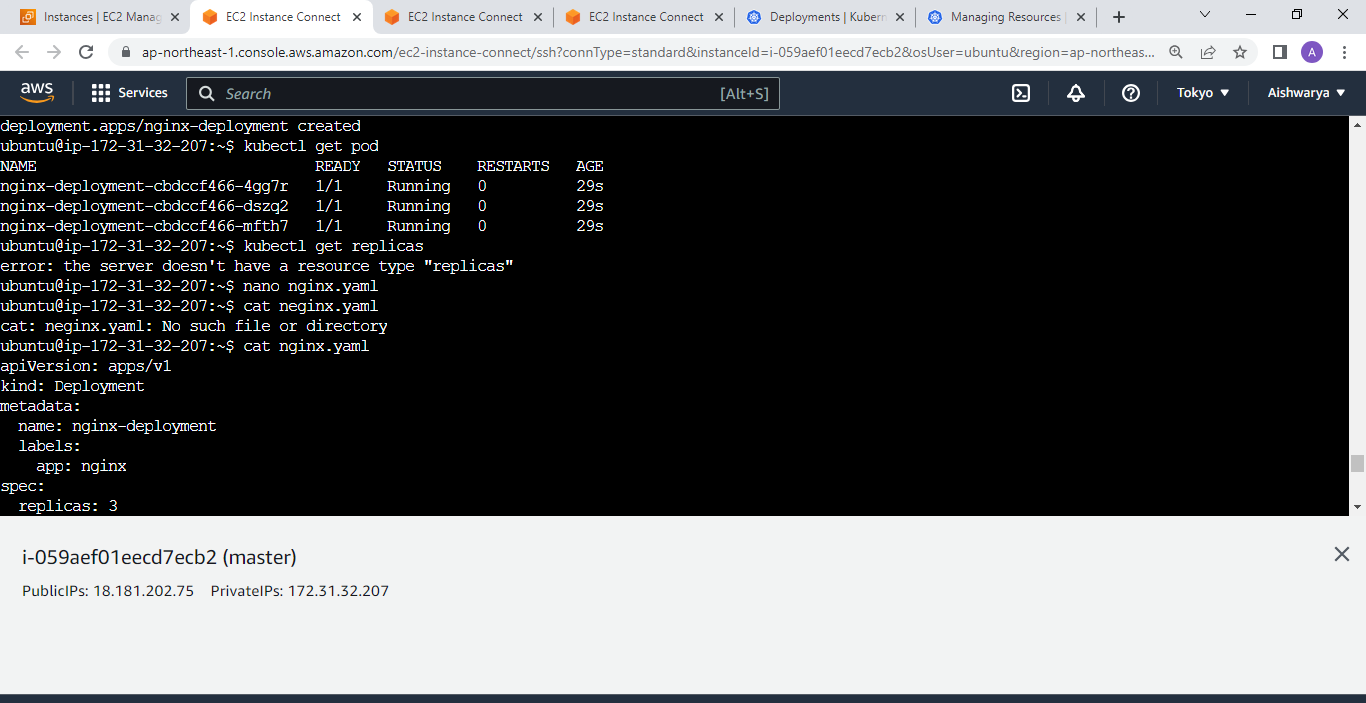 Instances | EC2 Manag
EC2 Instance Connect
EC2 Instance Connect
EC2 Instance Connect
Deployments | Kubern
Managing Resources |
ap-northeast-1.console.aws.amazon.com/ec2-instance-connect/ssh?connType=standard&instanceId=i-059aef01eecd7ecb2&osUser=ubuntu&region=ap-northeas...
A
aws
Services
Search
[Alt+S]
Tokyo
Aishwarya
deployment.apps/nginx-deployment created
ubuntu@ip-172-31-32-207:~$ kubectl get pod
NAME READY STATUS RESTARTS AGE
nginx-deployment-cbdccf466-4gg7r 1/1 Running 0 29s
nginx-deployment-cbdccf466-dszq2 1/1 Running 0 29s
nginx-deployment-cbdccf466-mfth7 1/1 Running 0 29s
ubuntu@ip-172-31-32-207:~$ kubectl get replicas
error: the server doesn't have a resource type "replicas"
ubuntu@ip-172-31-32-207:~$ nano nginx.yaml
ubuntu@ip-172-31-32-207:~$ cat neginx.yaml
cat: neginx.yaml: No such file or directory
ubuntu@ip-172-31-32-207:~$ cat nginx.yaml
apiVersion: apps/v1
kind: Deployment
metadata:
  name: nginx-deployment
  labels:
    app: nginx
spec:
  replicas: 3
i-059aef01eecd7ecb2 (master)
PublicIPs: 18.181.202.75 PrivateIPs: 172.31.32.207